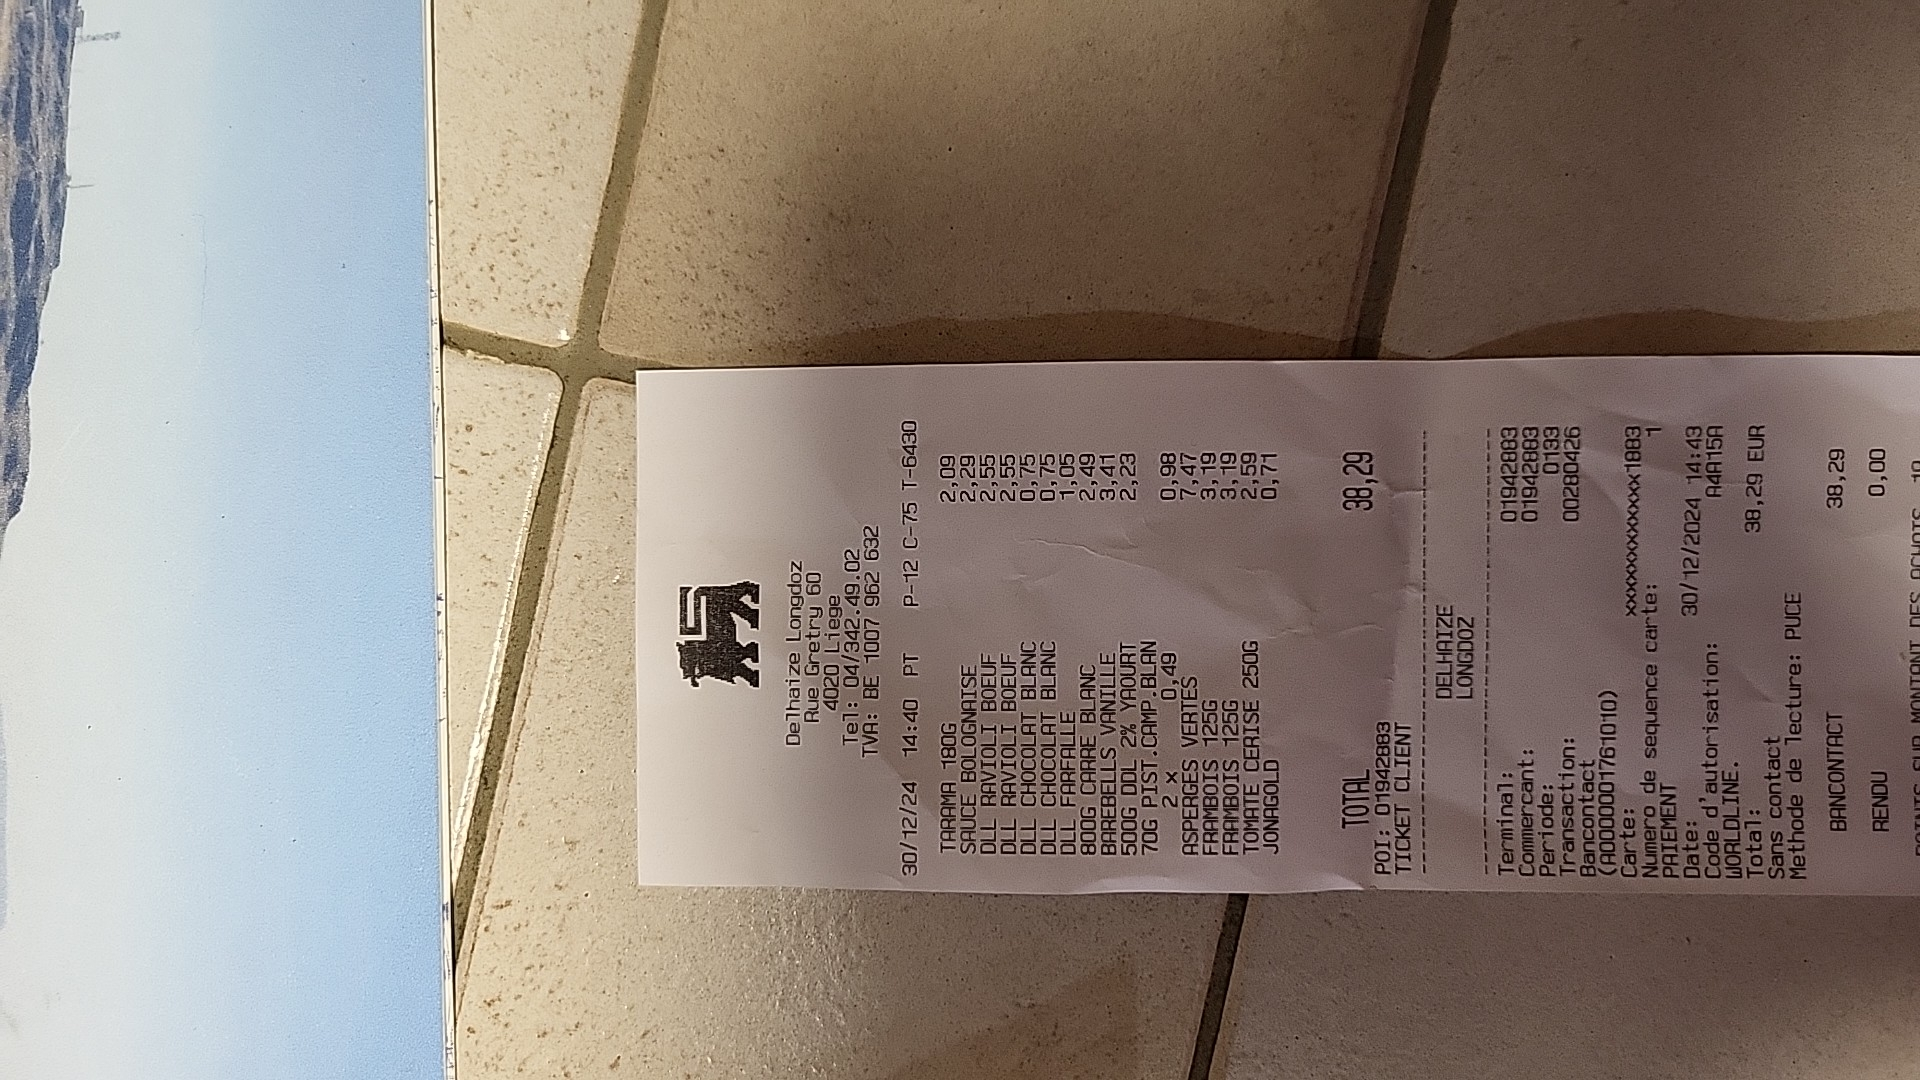 Delhaize Longdoz
Rue Gretry 60
4020 Liege
Tel: 04/342.49.02
TVA: BE 1007 962 632
30/12/24 14:40 PT P-12 C-75 T-6430
TARAMA 180G 2,09
SAUCE BOLOGNAISE 2,29
DLL RAVIOLI BOEUF 2,55
DLL RAVIOLI BOEUF 2,55
DLL CHOCOLAT BLANC 0,75
DLL CHOCOLAT BLANC 0,75
DLL FARFALLE 1,05
800G CARRE BLANC 2,49
BAREBELLS VANILLE 3,41
500G DDL 2% YAOURT 2,23
70G PIST.CAMP.BLAN
2 x 0,49 0,98
ASPERGES VERTES 7,47
FRAMBOIS 125G 3,19
FRAMBOIS 125G 3,19
TOMATE CERISE 250G 2,59
JONAGOLD 0,71
TOTAL 38,29
POI: 01942883
TICKET CLIENT
DELHAIZE
LONGDOZ
Terminal: 01942883
Commercant: 01942883
Periode: 0133
Transaction: 00280426
Bancontact
(A0000001761010)
Carte: xxxxxxxxxxxxx1883
Numero de sequence carte: 1
PAIEMENT
Date: 30/12/2024 14:43
Code d'autorisation: A4A15A
WORLDLINE.
Total: 38,29 EUR
Sans contact
Methode de lecture: PUCE
BANCONTACT 38,29
RENDU 0,00
POINTS SUR MONTANT DES ACHATS